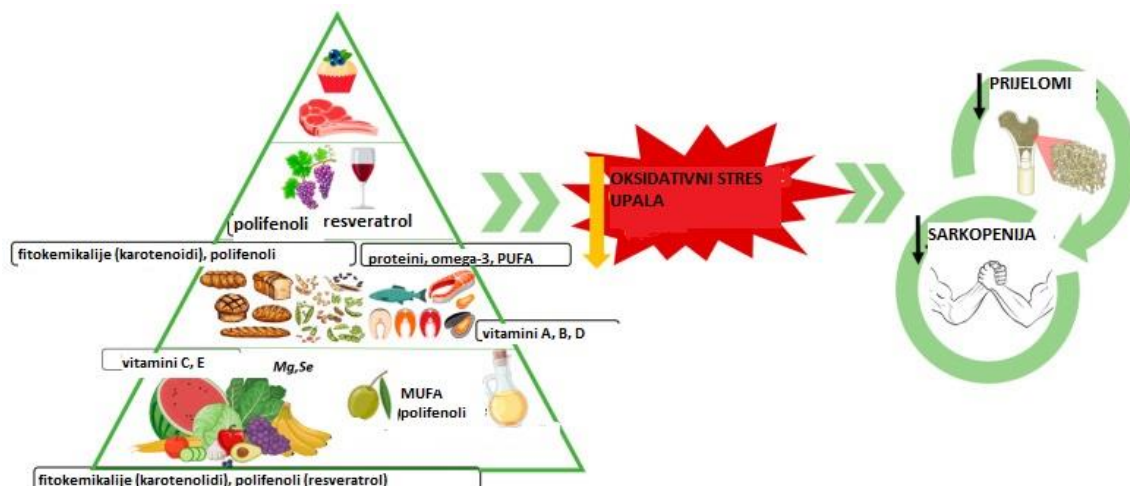 polifenoli resveratrol
fitokemikalije (karotenoidi), polifenoli
proteini, omega-3, PUFA
vitamini A, B, D
vitamini C, E
Mg,Se
MUFA
polifenoli
fitokemikalije (karotenolidi), polifenoli (resveratrol)
OKSIDATIVNI STRES
UPALA
PRIJELOMI
SARKOPENIJA